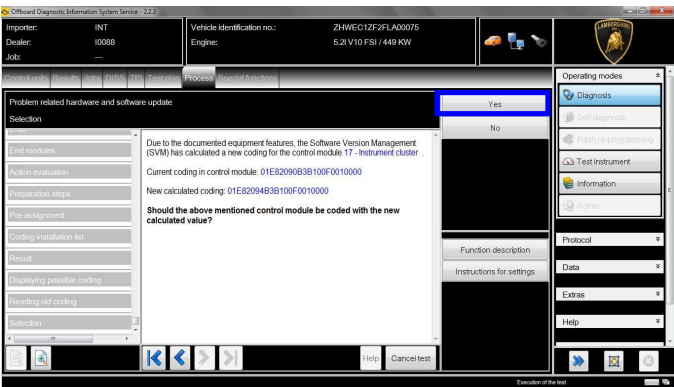 Offboard Diagnostic Information System Service - 2.2.3
Importer: INT
Dealer: I0088
Job: ---
Vehicle identification no.: ZHWEC1ZF2FLA00075
Engine: 5.2l V10 FSI / 449 KW
LAMBORGHINI
Control units Results Jobs DISS TPI Test plan Process Special functions
Problem related hardware and software update
Selection
End modules
Action evaluation
Preparation steps
Pre-assignment
Coding installation list
Result
Displaying possible coding
Reading old coding
Selection
Due to the documented equipment features, the Software Version Management
(SVM) has calculated a new coding for the control module 17 - Instrument cluster .
Current coding in control module: 01E82090B3B100F0010000
New calculated coding: 01E82094B3B100F0010000
Should the above mentioned control module be coded with the new
calculated value?
Help
Cancel test
Yes
No
Function description
Instructions for settings
Operating modes
Diagnosis
Self-diagnosis
Flash re-programming
Test instrument
Information
Admin
Protocol
Data
Extras
Help
Execution of the test